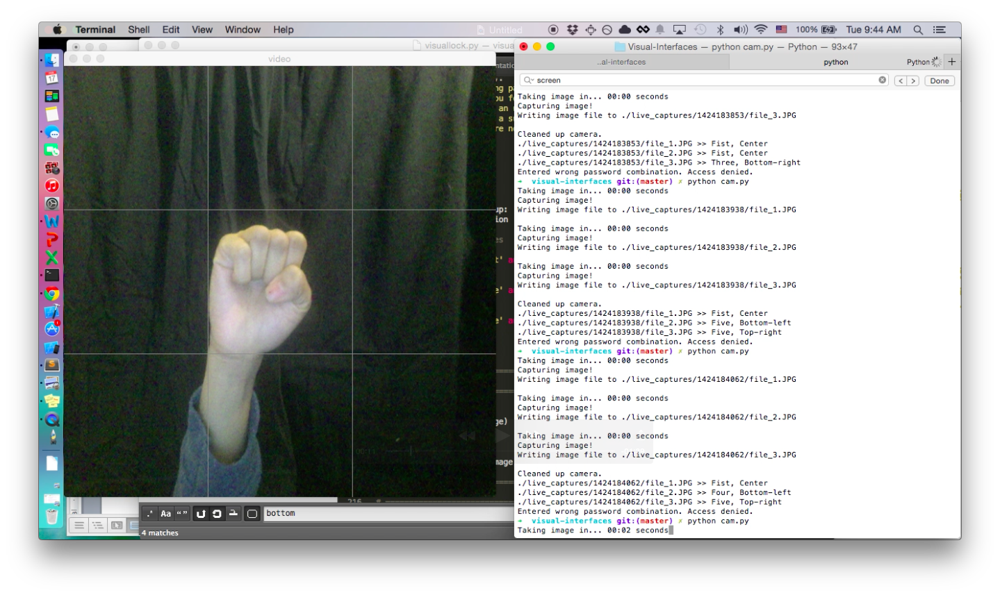 Terminal Shell Edit View Window Help
Untitled
100% Tue 9:44 AM
video
visuallock.py — visua
Visual-Interfaces — python cam.py — Python — 93×47
..al-interfaces
python
Python
screen
Done
Taking image in... 00:00 seconds
Capturing image!
Writing image file to ./live_captures/1424183853/file_3.JPG
Cleaned up camera.
./live_captures/1424183853/file_1.JPG >> Fist, Center
./live_captures/1424183853/file_2.JPG >> Fist, Center
./live_captures/1424183853/file_3.JPG >> Three, Bottom-right
Entered wrong password combination. Access denied.
→ visual-interfaces git:(master) ✗ python cam.py
Taking image in... 00:00 seconds
Capturing image!
Writing image file to ./live_captures/1424183938/file_1.JPG
Taking image in... 00:00 seconds
Capturing image!
Writing image file to ./live_captures/1424183938/file_2.JPG
Taking image in... 00:00 seconds
Capturing image!
Writing image file to ./live_captures/1424183938/file_3.JPG
Cleaned up camera.
./live_captures/1424183938/file_1.JPG >> Fist, Center
./live_captures/1424183938/file_2.JPG >> Five, Bottom-left
./live_captures/1424183938/file_3.JPG >> Five, Top-right
Entered wrong password combination. Access denied.
→ visual-interfaces git:(master) ✗ python cam.py
Taking image in... 00:00 seconds
Capturing image!
Writing image file to ./live_captures/1424184062/file_1.JPG
Taking image in... 00:00 seconds
Capturing image!
Writing image file to ./live_captures/1424184062/file_2.JPG
Taking image in... 00:00 seconds
Capturing image!
Writing image file to ./live_captures/1424184062/file_3.JPG
Cleaned up camera.
./live_captures/1424184062/file_1.JPG >> Fist, Center
./live_captures/1424184062/file_2.JPG >> Four, Bottom-left
./live_captures/1424184062/file_3.JPG >> Five, Top-right
Entered wrong password combination. Access denied.
→ visual-interfaces git:(master) ✗ python cam.py
Taking image in... 00:02 seconds
216
.* Aa “” bottom
4 matches